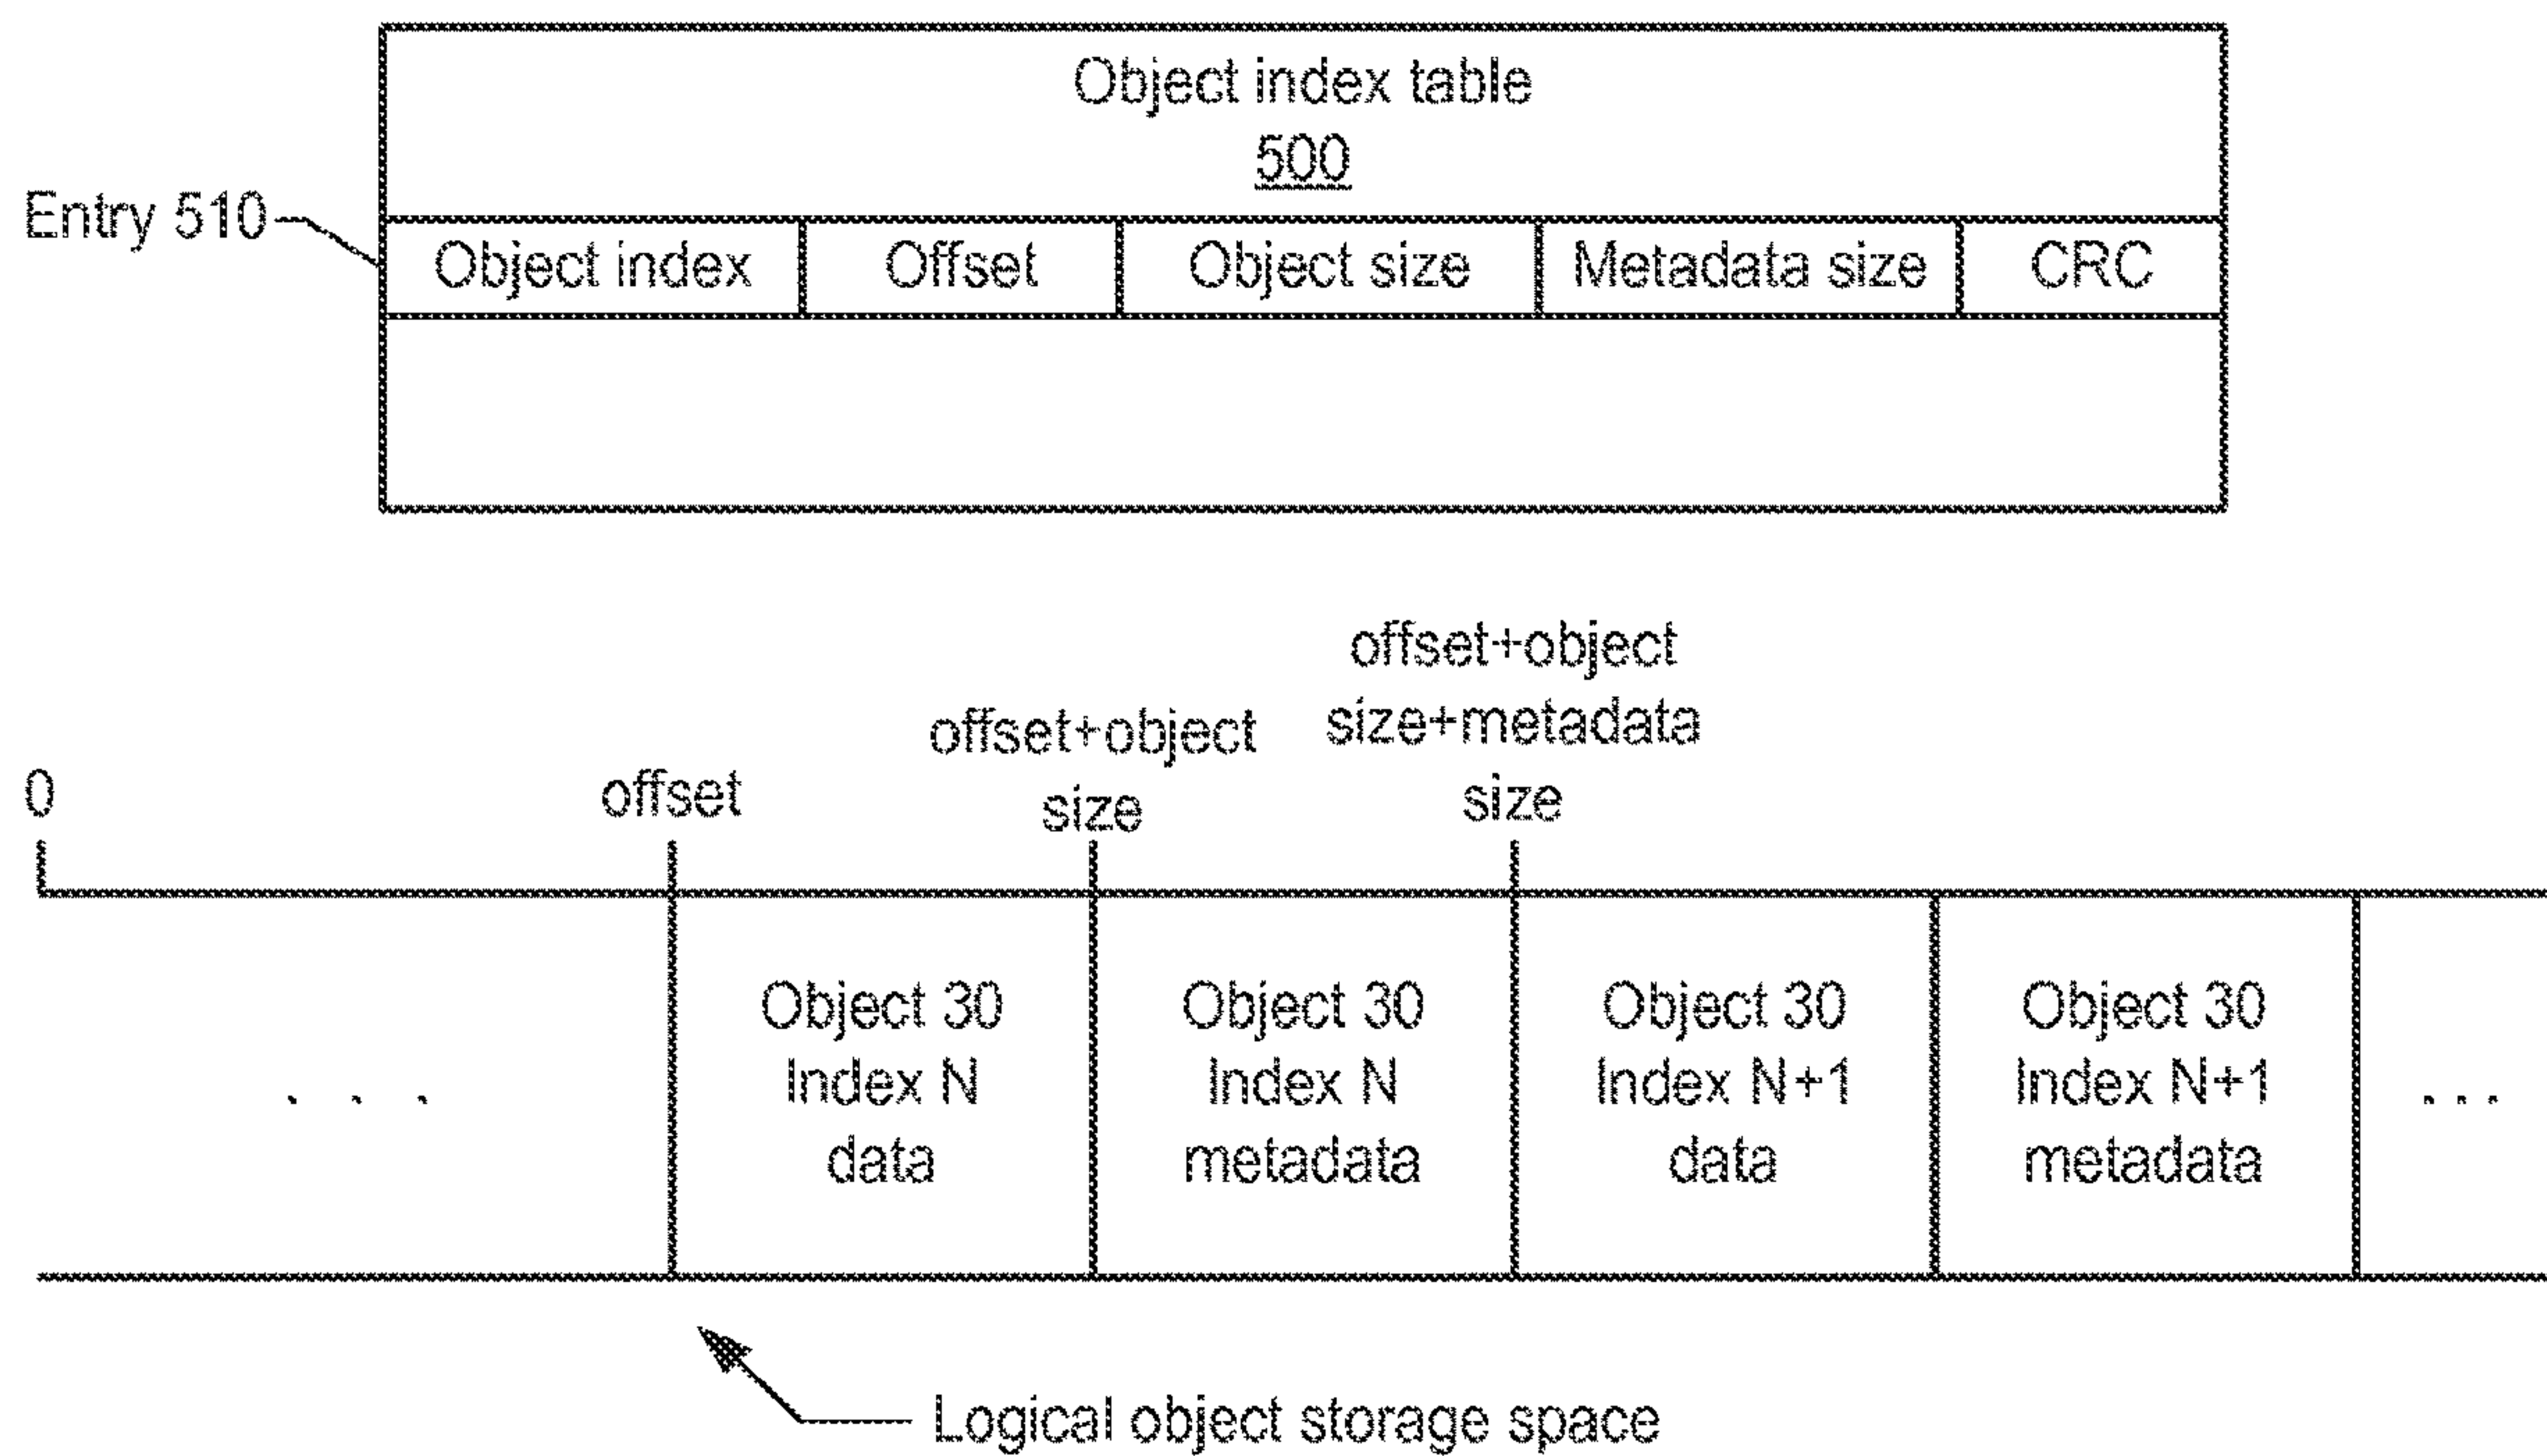 Object index table
500
Entry 510
Object index Offset Object size Metadata size CRC
offset+object
size+metadata
size
offset+object
size
offset
0
. . .
Object 30
Index N
data
Object 30
Index N
metadata
Object 30
Index N+1
data
Object 30
Index N+1
metadata
. . .
Logical object storage space